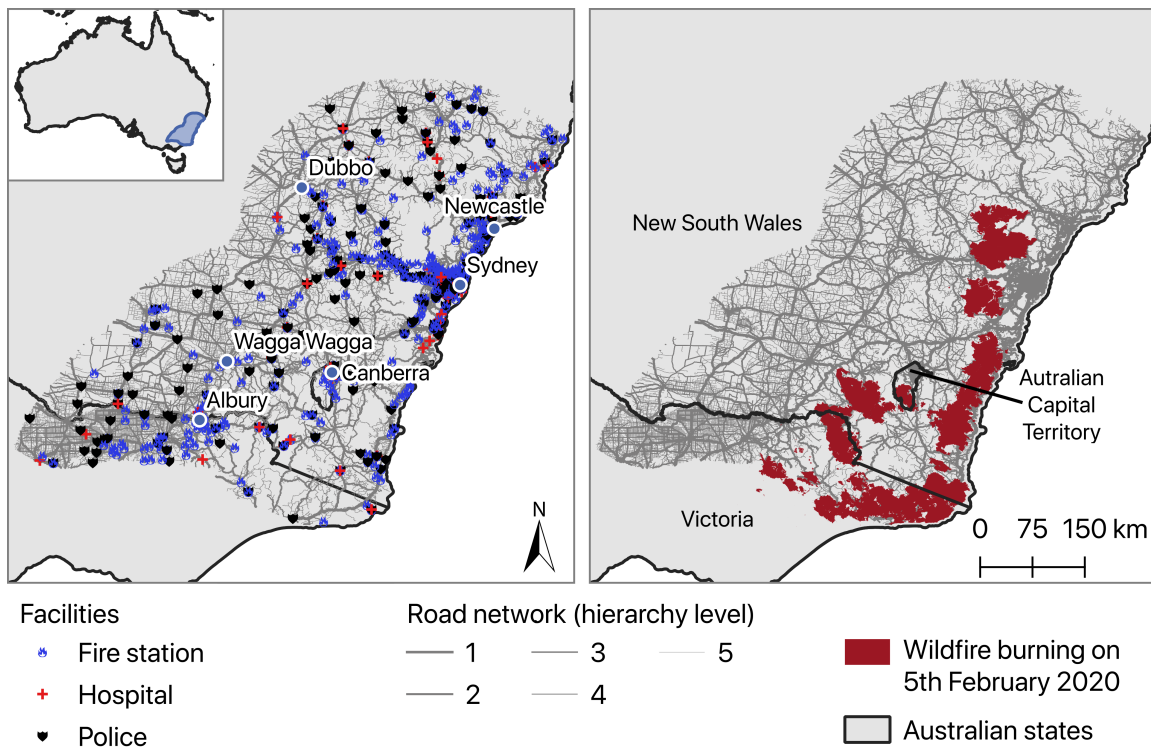 Dubbo
Newcastle
Sydney
Wagga Wagga
Canberra
Albury
N
New South Wales
Autralian
Capital
Territory
Victoria
0 75 150 km
Facilities
Fire station
Hospital
Police
Road network (hierarchy level)
1 3 5
2 4
Wildfire burning on
5th February 2020
Australian states